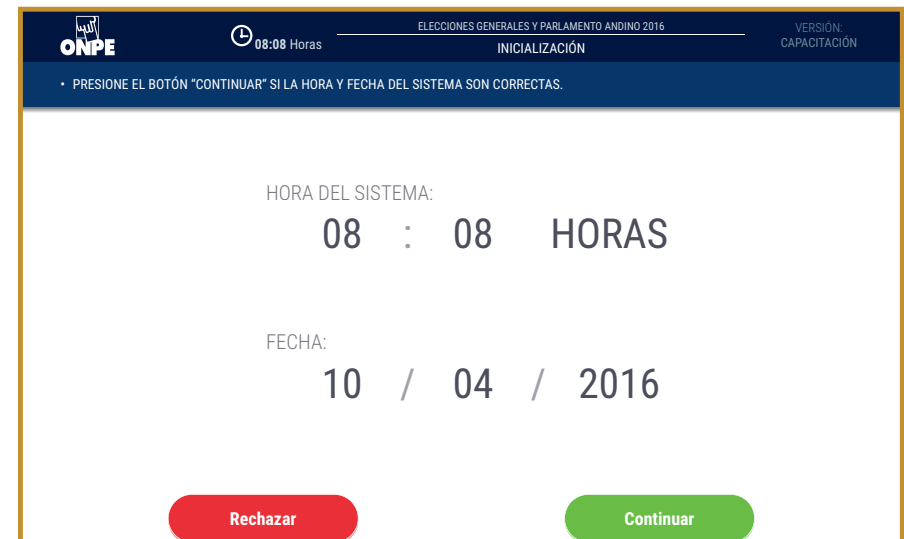 ONPE
08:08 Horas
ELECCIONES GENERALES Y PARLAMENTO ANDINO 2016
INICIALIZACIÓN
VERSIÓN:
CAPACITACIÓN
• PRESIONE EL BOTÓN "CONTINUAR" SI LA HORA Y FECHA DEL SISTEMA SON CORRECTAS.
HORA DEL SISTEMA:
08 : 08 HORAS
FECHA:
10 / 04 / 2016
Rechazar Continuar